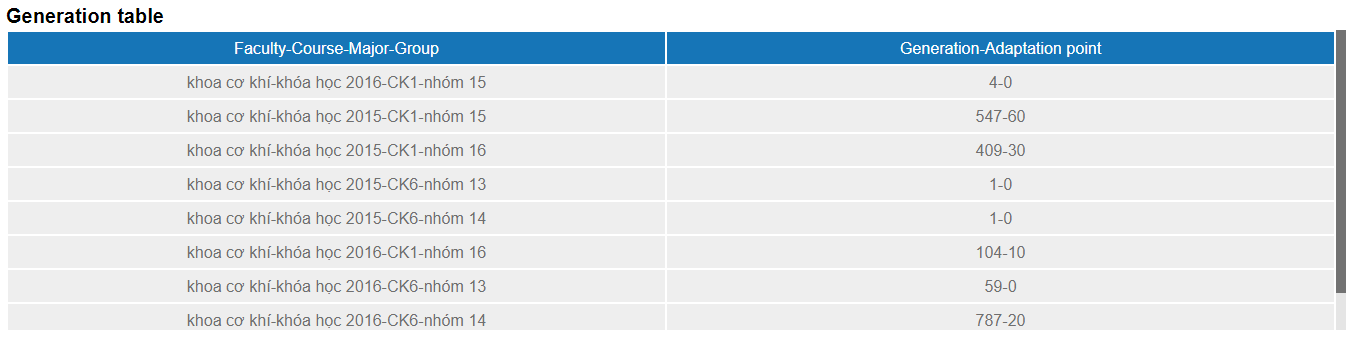 Generation table
Faculty-Course-Major-Group Generation-Adaptation point
khoa cơ khí-khóa học 2016-CK1-nhóm 15 4-0
khoa cơ khí-khóa học 2015-CK1-nhóm 15 547-60
khoa cơ khí-khóa học 2015-CK1-nhóm 16 409-30
khoa cơ khí-khóa học 2015-CK6-nhóm 13 1-0
khoa cơ khí-khóa học 2015-CK6-nhóm 14 1-0
khoa cơ khí-khóa học 2016-CK1-nhóm 16 104-10
khoa cơ khí-khóa học 2016-CK6-nhóm 13 59-0
khoa cơ khí-khóa học 2016-CK6-nhóm 14 787-20